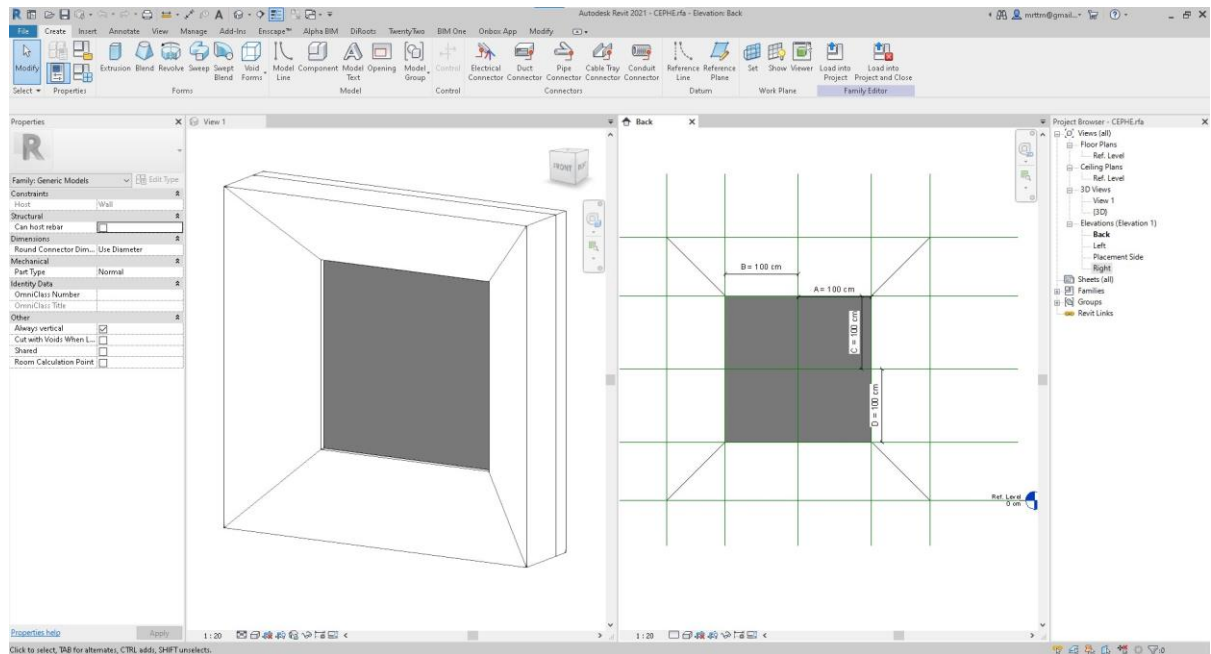 Autodesk Revit 2021 - CEPHE.rfa - Elevation: Back
mrttm@gmail...
File Create Insert Annotate View Manage Add-Ins Enscape™ Alpha BIM DiRoots TwentyTwo BIM One Onbox App Modify
Modify Extrusion Blend Revolve Sweep Swept Blend Void Forms Model Line Component Model Text Opening Model Group Control Electrical Connector Duct Connector Pipe Connector Cable Tray Connector Conduit Connector Reference Line Reference Plane Set Show Viewer Load into Project Load into Project and Close
Select Properties Forms Model Control Connectors Datum Work Plane Family Editor
Properties
R
Family: Generic Models Edit Type
Constraints
Host Wall
Structural
Can host rebar
Dimensions
Round Connector Dim... Use Diameter
Mechanical
Part Type Normal
Identity Data
OmniClass Number
OmniClass Title
Other
Always vertical
Cut with Voids When L...
Shared
Room Calculation Point
Properties help Apply
View 1
FRONT
1:20
Back
B = 100 cm
A = 100 cm
C = 100 cm
D = 100 cm
Ref. Level
0 cm
1:20
Project Browser - CEPHE.rfa
Views (all)
Floor Plans
Ref. Level
Ceiling Plans
Ref. Level
3D Views
View 1
{3D}
Elevations (Elevation 1)
Back
Left
Placement Side
Right
Sheets (all)
Families
Groups
Revit Links
Click to select, TAB for alternates, CTRL adds, SHIFT unselects.
:0